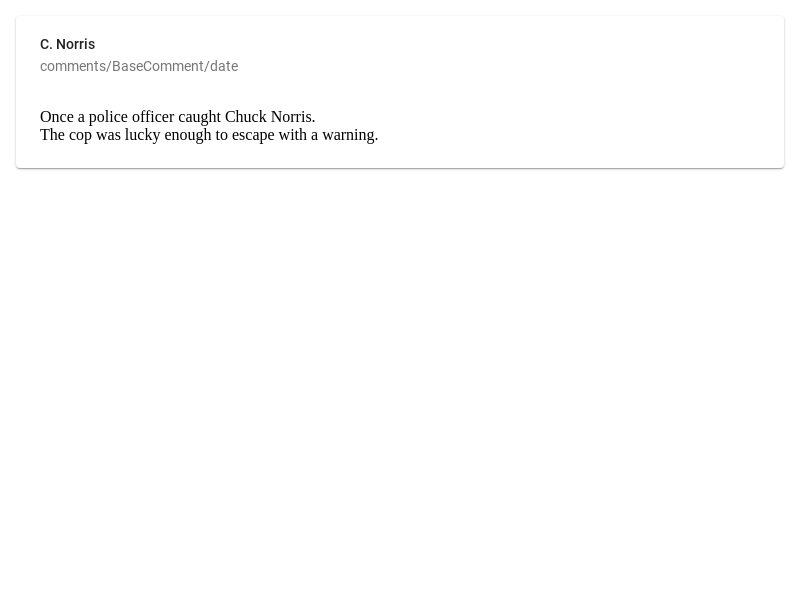 C. Norris
comments/BaseComment/date
Once a police officer caught Chuck Norris.
The cop was lucky enough to escape with a warning.